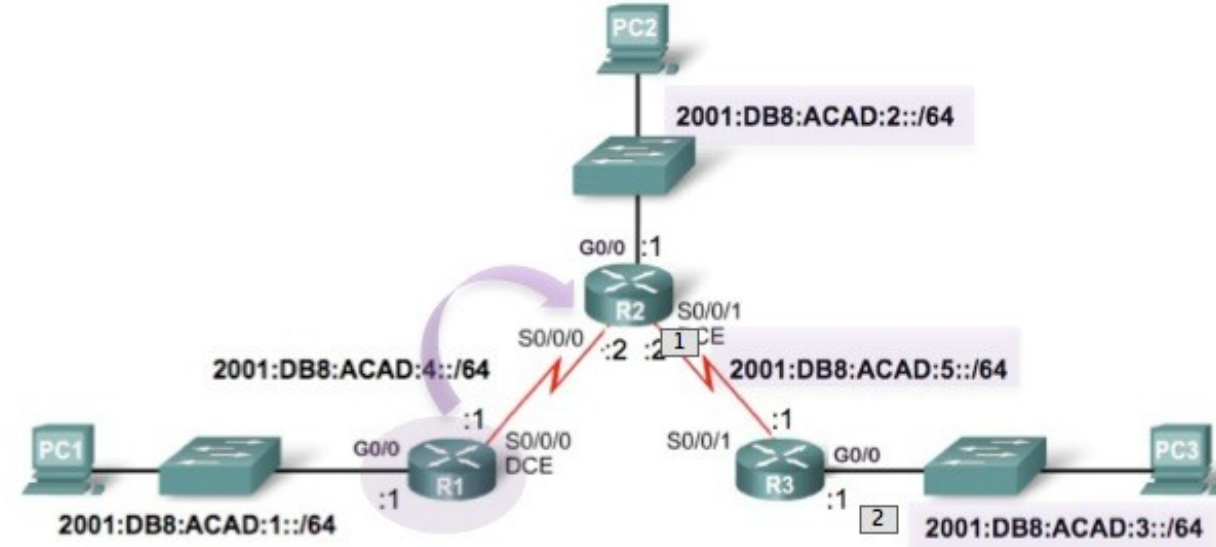 PC2
2001:DB8:ACAD:2::/64
G0/0 :1
R2
S0/0/1
S0/0/0
:2 :2 1 CE
2001:DB8:ACAD:4::/64
2001:DB8:ACAD:5::/64
:1
:1
PC1
G0/0
S0/0/0
DCE
R1
:1
S0/0/1
G0/0
R3
:1
PC3
2001:DB8:ACAD:1::/64
2
2001:DB8:ACAD:3::/64